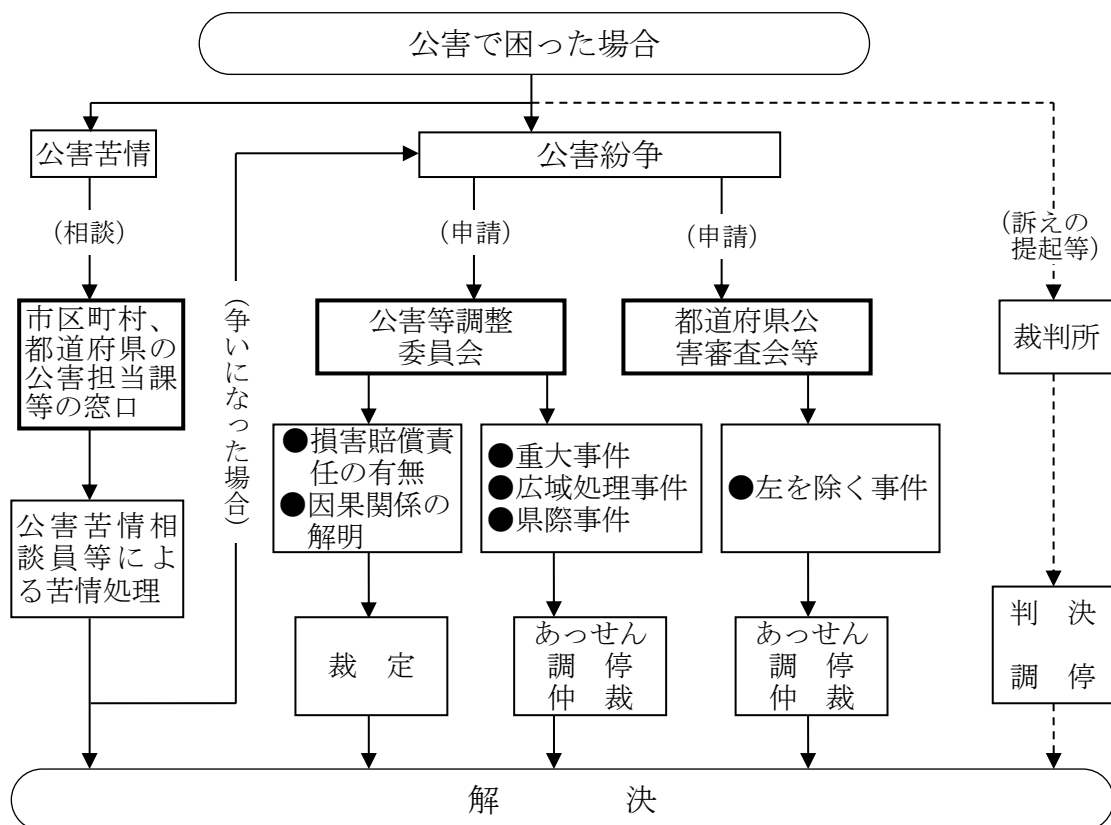 公害で困った場合
公害苦情
公害紛争
（相談）
（申請）
（申請）
（訴えの
提起等）
市区町村、
都道府県の
公害担当課
等の窓口
（争いになった場合）
公害等調整
委員会
都道府県公
害審査会等
裁判所
●損害賠償責
任の有無
●因果関係の
解明
●重大事件
●広域処理事件
●県際事件
●左を除く事件
公害苦情相
談員等によ
る苦情処理
裁　定
あっせん
調　停
仲　裁
あっせん
調　停
仲　裁
判　決
調　停
解　　　　決